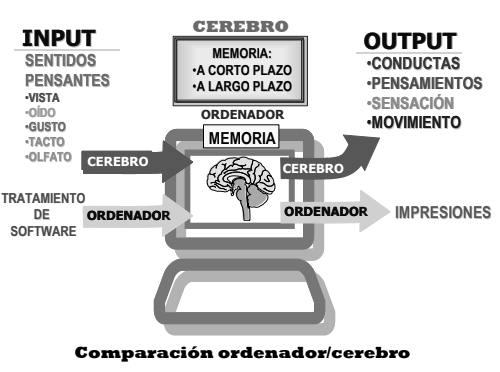 CEREBRO
INPUT
SENTIDOS
PENSANTES
•VISTA
•OÍDO
•GUSTO
•TACTO
•OLFATO
MEMORIA:
•A CORTO PLAZO
•A LARGO PLAZO
ORDENADOR
MEMORIA
OUTPUT
•CONDUCTAS
•PENSAMIENTOS
•SENSACIÓN
•MOVIMIENTO
CEREBRO
CEREBRO
TRATAMIENTO
DE
SOFTWARE
ORDENADOR
ORDENADOR
IMPRESIONES
Comparación ordenador/cerebro